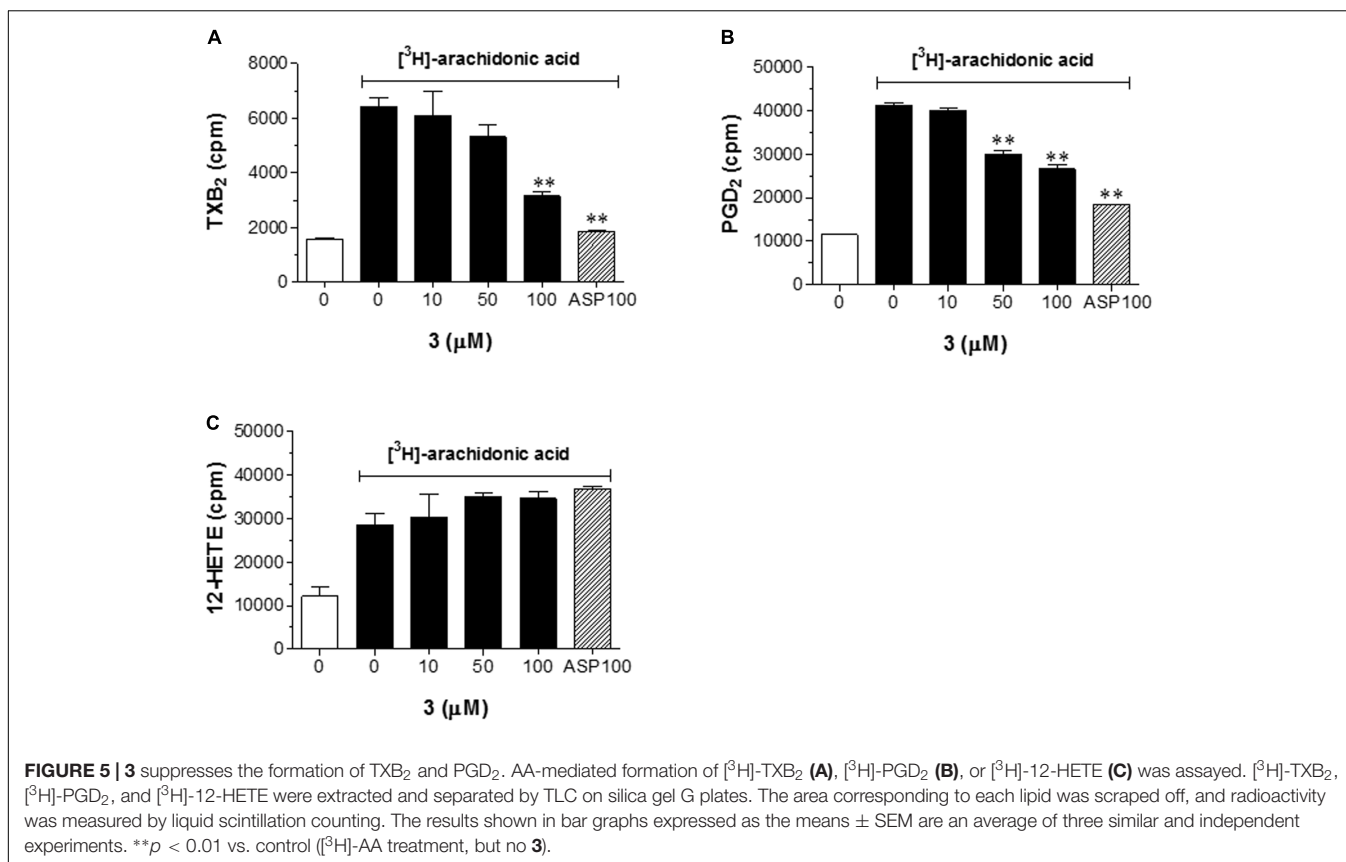 A
[³H]-arachidonic acid
TXB₂ (cpm)
8000
6000
4000
2000
0
**
**
0 0 10 50 100 ASP100
3 (μM)
B
[³H]-arachidonic acid
PGD₂ (cpm)
50000
40000
30000
20000
10000
0
**
**
**
0 0 10 50 100 ASP100
3 (μM)
C
[³H]-arachidonic acid
12-HETE (cpm)
50000
40000
30000
20000
10000
0
0 0 10 50 100 ASP100
3 (μM)
FIGURE 5 | 3 suppresses the formation of TXB₂ and PGD₂. AA-mediated formation of [³H]-TXB₂ (A), [³H]-PGD₂ (B), or [³H]-12-HETE (C) was assayed. [³H]-TXB₂,
[³H]-PGD₂, and [³H]-12-HETE were extracted and separated by TLC on silica gel G plates. The area corresponding to each lipid was scraped off, and radioactivity
was measured by liquid scintillation counting. The results shown in bar graphs expressed as the means ± SEM are an average of three similar and independent
experiments. **p < 0.01 vs. control ([³H]-AA treatment, but no 3).